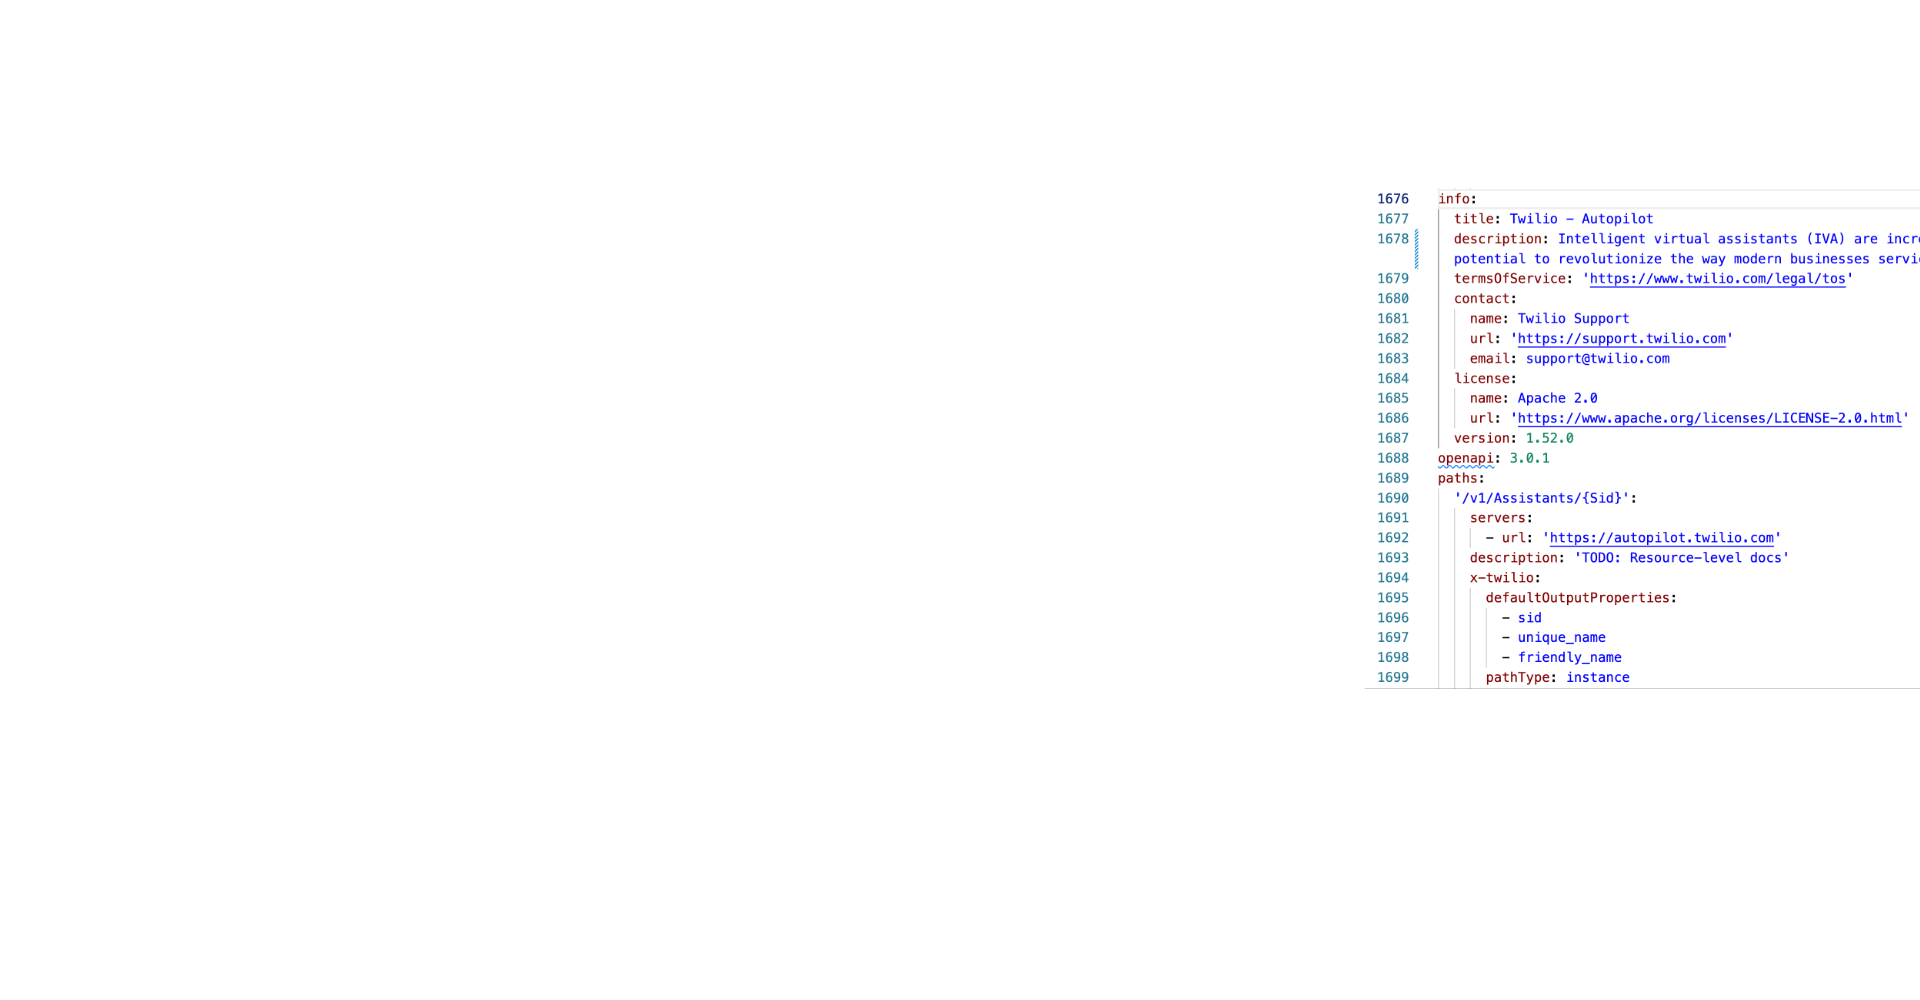 1676 info:
1677 title: Twilio - Autopilot
1678 description: Intelligent virtual assistants (IVA) are
potential to revolutionize the way modern businesses
1679 termsOfService: 'https://www.twilio.com/legal/tos'
1680 contact:
1681 name: Twilio Support
1682 url: 'https://support.twilio.com'
1683 email: support@twilio.com
1684 license:
1685 name: Apache 2.0
1686 url: 'https://www.apache.org/licenses/LICENSE-2.0.html'
1687 version: 1.52.0
1688 openapi: 3.0.1
1689 paths:
1690 '/v1/Assistants/{Sid}':
1691 servers:
1692 - url: 'https://autopilot.twilio.com'
1693 description: 'TODO: Resource-level docs'
1694 x-twilio:
1695 defaultOutputProperties:
1696 - sid
1697 - unique_name
1698 - friendly_name
1699 pathType: instance